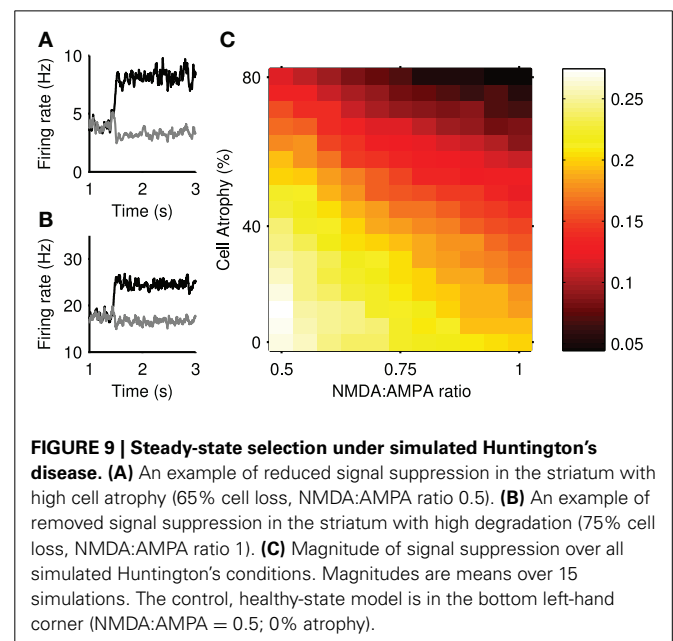 A
C
10
5
0
Firing rate (Hz)
1 2 3
Time (s)
B
30
20
10
Firing rate (Hz)
1 2 3
Time (s)
80
40
0
Cell Atrophy (%)
0.5 0.75 1
NMDA:AMPA ratio
0.25
0.2
0.15
0.1
0.05
FIGURE 9 | Steady-state selection under simulated Huntington's
disease. (A) An example of reduced signal suppression in the striatum with
high cell atrophy (65% cell loss, NMDA:AMPA ratio 0.5). (B) An example of
removed signal suppression in the striatum with high degradation (75% cell
loss, NMDA:AMPA ratio 1). (C) Magnitude of signal suppression over all
simulated Huntington's conditions. Magnitudes are means over 15
simulations. The control, healthy-state model is in the bottom left-hand
corner (NMDA:AMPA = 0.5; 0% atrophy).